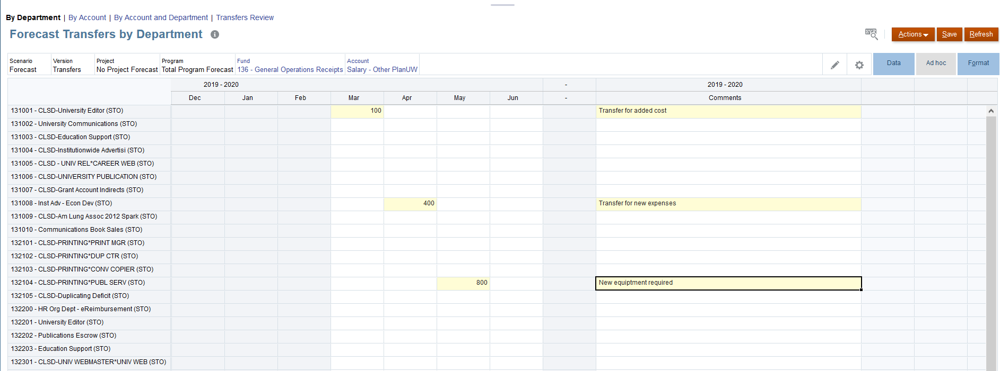 By Department | By Account | By Account and Department | Transfers Review
Forecast Transfers by Department
Actions Save Refresh
Scenario Version Project Program Fund Account
Forecast Transfers No Project Forecast Total Program Forecast 136 - General Operations Receipts Salary - Other PlanUW
Data Ad hoc Format
2019 - 2020 - 2019 - 2020
Dec Jan Feb Mar Apr May Jun - Comments
131001 - CLSD-University Editor (STO) 100 Transfer for added cost
131002 - University Communications (STO)
131003 - CLSD-Education Support (STO)
131004 - CLSD-Institutionwide Advertisi (STO)
131005 - CLSD - UNIV REL*CAREER WEB (STO)
131006 - CLSD-UNIVERSITY PUBLICATION (STO)
131007 - CLSD-Grant Account Indirects (STO)
131008 - Inst Adv - Econ Dev (STO) 400 Transfer for new expenses
131009 - CLSD-Am Lung Assoc 2012 Spark (STO)
131010 - Communications Book Sales (STO)
132101 - CLSD-PRINTING*PRINT MGR (STO)
132102 - CLSD-PRINTING*DUP CTR (STO)
132103 - CLSD-PRINTING*CONV COPIER (STO)
132104 - CLSD-PRINTING*PUBL SERV (STO) 800 New equiptment required
132105 - CLSD-Duplicating Deficit (STO)
132200 - HR Org Dept - eReimbursement (STO)
132201 - University Editor (STO)
132202 - Publications Escrow (STO)
132203 - Education Support (STO)
132301 - CLSD-UNIV WEBMASTER*UNIV WEB (STO)